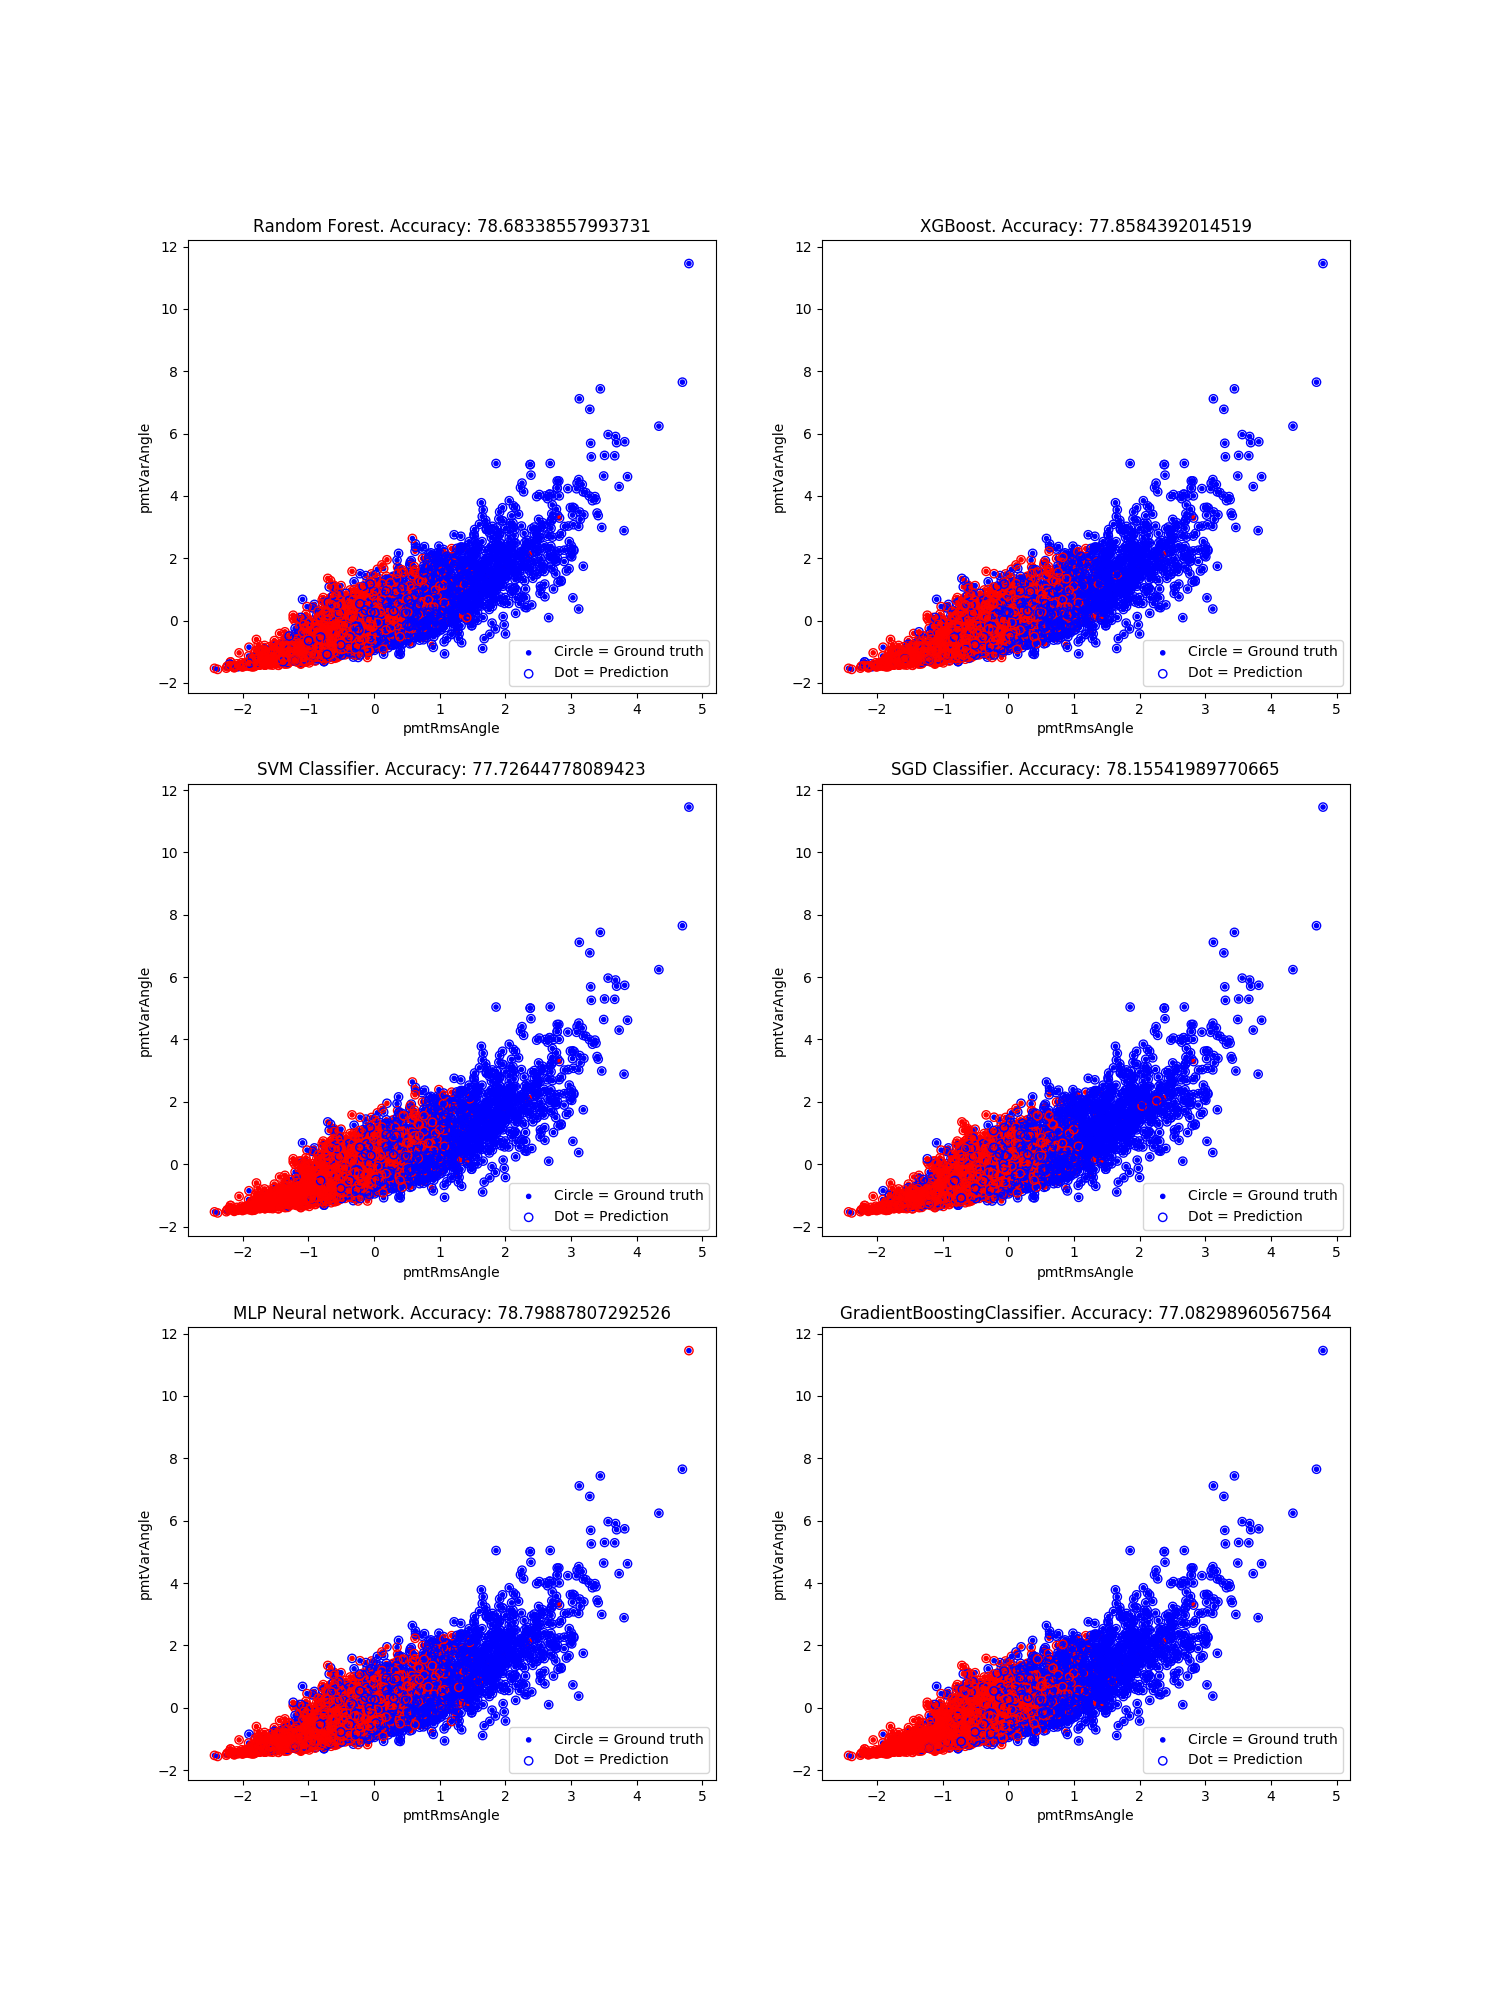 Random Forest. Accuracy: 78.68338557993731
12
10
8
6
4
2
0
−2
pmtVarAngle
Circle = Ground truth
Dot = Prediction
−2 −1 0 1 2 3 4 5
pmtRmsAngle
XGBoost. Accuracy: 77.8584392014519
12
10
8
6
4
2
0
−2
pmtVarAngle
Circle = Ground truth
Dot = Prediction
−2 −1 0 1 2 3 4 5
pmtRmsAngle
SVM Classifier. Accuracy: 77.72644778089423
12
10
8
6
4
2
0
−2
pmtVarAngle
Circle = Ground truth
Dot = Prediction
−2 −1 0 1 2 3 4 5
pmtRmsAngle
SGD Classifier. Accuracy: 78.15541989770665
12
10
8
6
4
2
0
−2
pmtVarAngle
Circle = Ground truth
Dot = Prediction
−2 −1 0 1 2 3 4 5
pmtRmsAngle
MLP Neural network. Accuracy: 78.79887807292526
12
10
8
6
4
2
0
−2
pmtVarAngle
Circle = Ground truth
Dot = Prediction
−2 −1 0 1 2 3 4 5
pmtRmsAngle
GradientBoostingClassifier. Accuracy: 77.08298960567564
12
10
8
6
4
2
0
−2
pmtVarAngle
Circle = Ground truth
Dot = Prediction
−2 −1 0 1 2 3 4 5
pmtRmsAngle